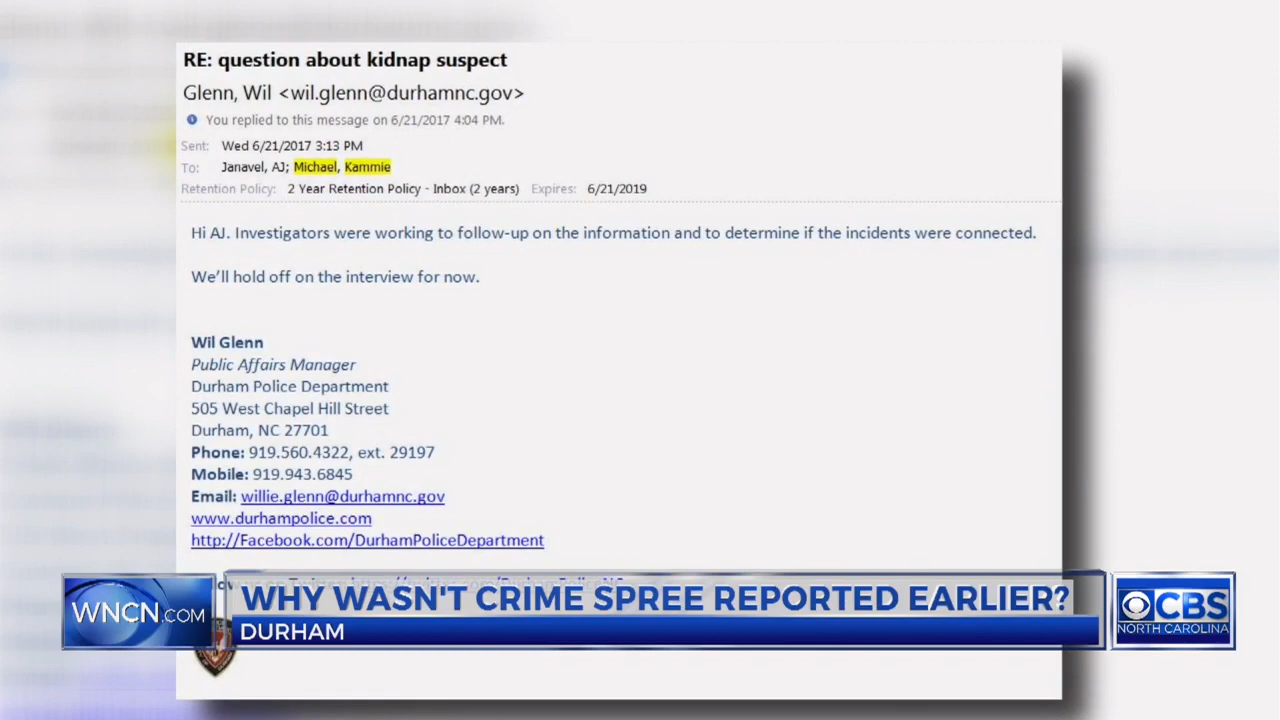 RE: question about kidnap suspect
Glenn, Wil <wil.glenn@durhamnc.gov>
You replied to this message on 6/21/2017 4:04 PM.
Sent: Wed 6/21/2017 3:13 PM
To: Janavel, AJ; Michael, Kammie
Retention Policy: 2 Year Retention Policy - Inbox (2 years) Expires: 6/21/2019
Hi AJ. Investigators were working to follow-up on the information and to determine if the incidents were connected.
We'll hold off on the interview for now.
Wil Glenn
Public Affairs Manager
Durham Police Department
505 West Chapel Hill Street
Durham, NC 27701
Phone: 919.560.4322, ext. 29197
Mobile: 919.943.6845
Email: willie.glenn@durhamnc.gov
www.durhampolice.com
http://Facebook.com/DurhamPoliceDepartment
WNCN.COM
WHY WASN'T CRIME SPREE REPORTED EARLIER?
DURHAM
CBS
NORTH CAROLINA